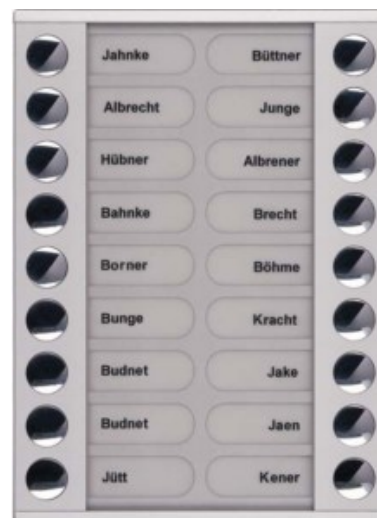 Jahnke Büttner
Albrecht Junge
Hübner Albrener
Bahnke Brecht
Borner Böhme
Bunge Kracht
Budnet Jake
Budnet Jaen
Jütt Kener